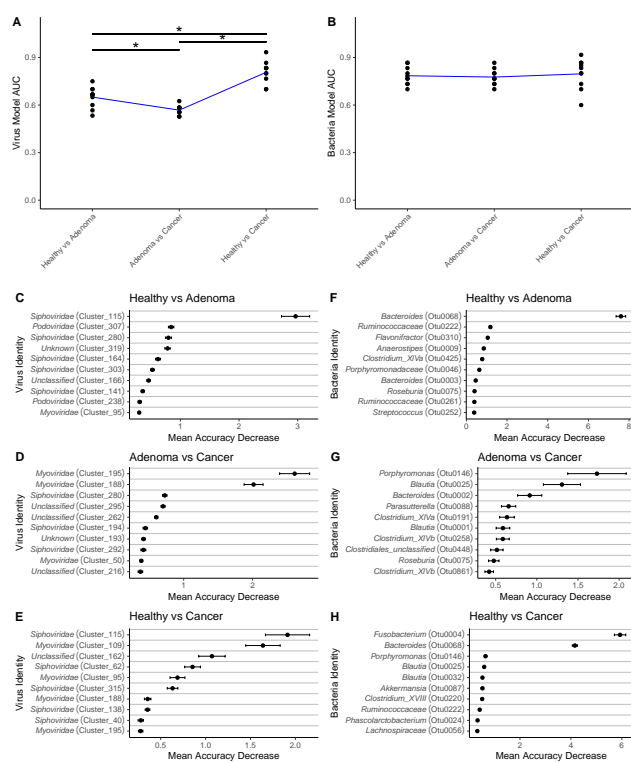 A
*
*
*
0.9
0.6
0.3
0.0
Virus Model AUC
Healthy vs Adenoma
Adenoma vs Cancer
Healthy vs Cancer
B
0.9
0.6
0.3
0.0
Bacteria Model AUC
Healthy vs Adenoma
Adenoma vs Cancer
Healthy vs Cancer
C
Healthy vs Adenoma
Virus Identity
Siphoviridae (Cluster_115)
Podoviridae (Cluster_307)
Siphoviridae (Cluster_280)
Unknown (Cluster_319)
Siphoviridae (Cluster_164)
Siphoviridae (Cluster_303)
Unclassified (Cluster_166)
Siphoviridae (Cluster_141)
Podoviridae (Cluster_238)
Myoviridae (Cluster_95)
1 2 3
Mean Accuracy Decrease
F
Healthy vs Adenoma
Bacteria Identity
Bacteroides (Otu0068)
Ruminococcaceae (Otu0222)
Flavonifractor (Otu0310)
Anaerostipes (Otu0009)
Clostridium_XIVa (Otu0425)
Porphyromonadaceae (Otu0046)
Bacteroides (Otu0003)
Roseburia (Otu0075)
Ruminococcaceae (Otu0261)
Streptococcus (Otu0252)
0 2 4 6 8
Mean Accuracy Decrease
D
Adenoma vs Cancer
Virus Identity
Myoviridae (Cluster_195)
Myoviridae (Cluster_188)
Siphoviridae (Cluster_280)
Unclassified (Cluster_295)
Unclassified (Cluster_262)
Siphoviridae (Cluster_194)
Unknown (Cluster_193)
Siphoviridae (Cluster_292)
Myoviridae (Cluster_50)
Unclassified (Cluster_216)
1 2
Mean Accuracy Decrease
G
Adenoma vs Cancer
Bacteria Identity
Porphyromonas (Otu0146)
Blautia (Otu0025)
Bacteroides (Otu0002)
Parasutterella (Otu0088)
Clostridium_XIVa (Otu0191)
Blautia (Otu0001)
Clostridium_XIVb (Otu0258)
Clostridiales_unclassified (Otu0448)
Roseburia (Otu0075)
Clostridium_XIVb (Otu0861)
0.5 1.0 1.5 2.0
Mean Accuracy Decrease
E
Healthy vs Cancer
Virus Identity
Siphoviridae (Cluster_115)
Myoviridae (Cluster_109)
Unclassified (Cluster_162)
Siphoviridae (Cluster_62)
Myoviridae (Cluster_95)
Siphoviridae (Cluster_315)
Myoviridae (Cluster_188)
Siphoviridae (Cluster_138)
Siphoviridae (Cluster_40)
Myoviridae (Cluster_195)
0.5 1.0 1.5 2.0
Mean Accuracy Decrease
H
Healthy vs Cancer
Bacteria Identity
Fusobacterium (Otu0004)
Bacteroides (Otu0068)
Porphyromonas (Otu0146)
Blautia (Otu0025)
Blautia (Otu0032)
Akkermansia (Otu0087)
Clostridium_XVIII (Otu0220)
Ruminococcaceae (Otu0222)
Phascolarctobacterium (Otu0024)
Lachnospiraceae (Otu0056)
2 4 6
Mean Accuracy Decrease